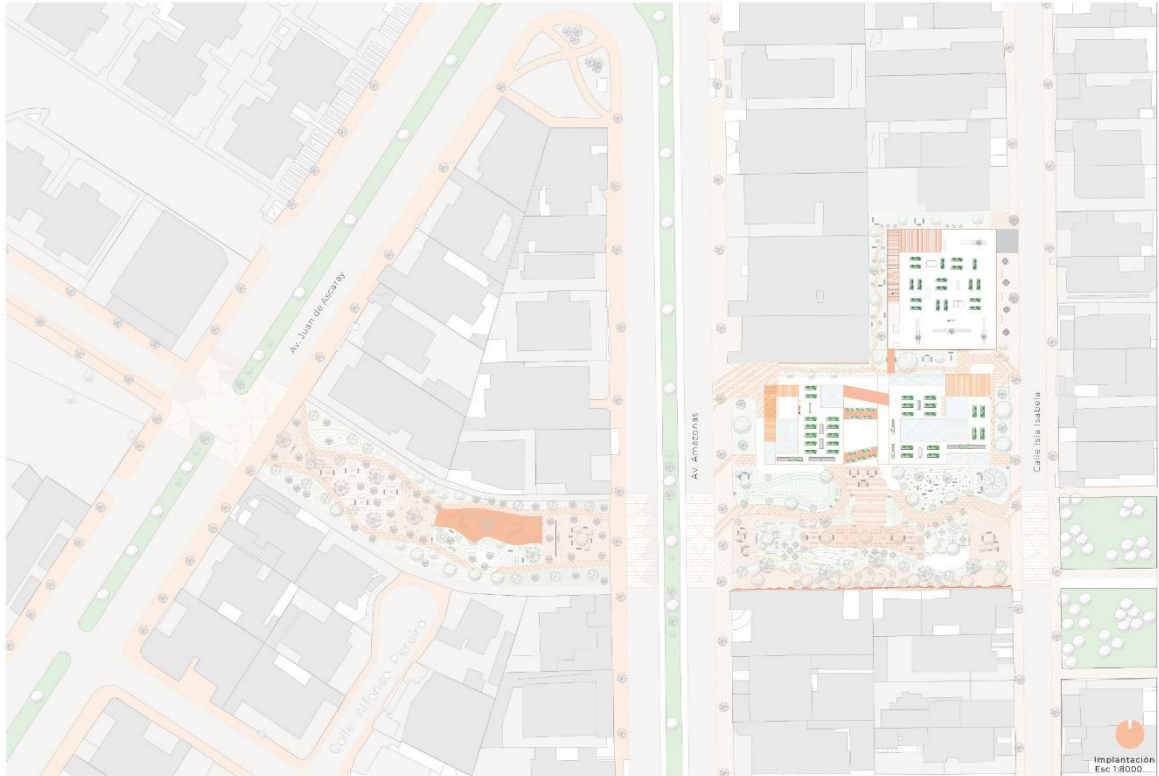 Av. Juan de Ascaray
Av. Amazonas
Calle Isla Isabela
Calle Alfonso Pereira
Implantación
Esc 1:8000